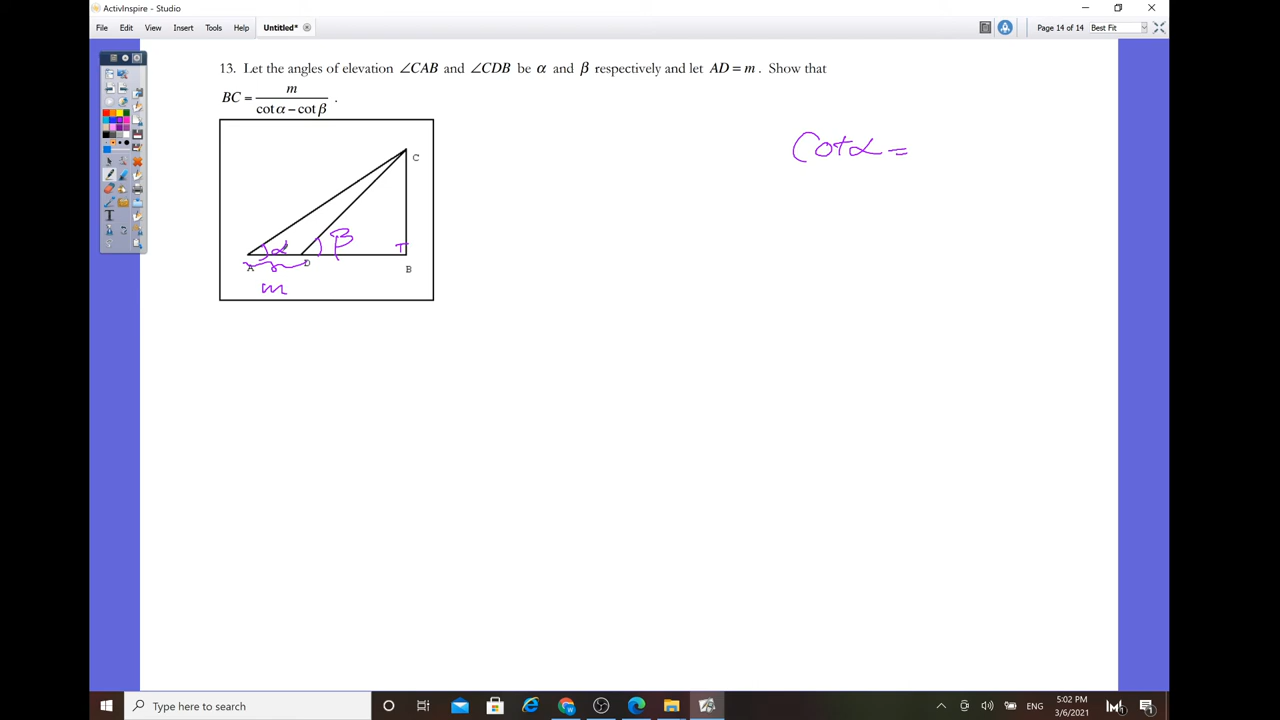 ActivInspire - Studio
File Edit View Insert Tools Help Untitled* Page 14 of 14 Best Fit
13. Let the angles of elevation ∠CAB and ∠CDB be α and β respectively and let AD = m . Show that
BC = m / (cot α − cot β) .
Cotα =
C
α β
A D B
m
Type here to search
ENG 5:02 PM
3/6/2021